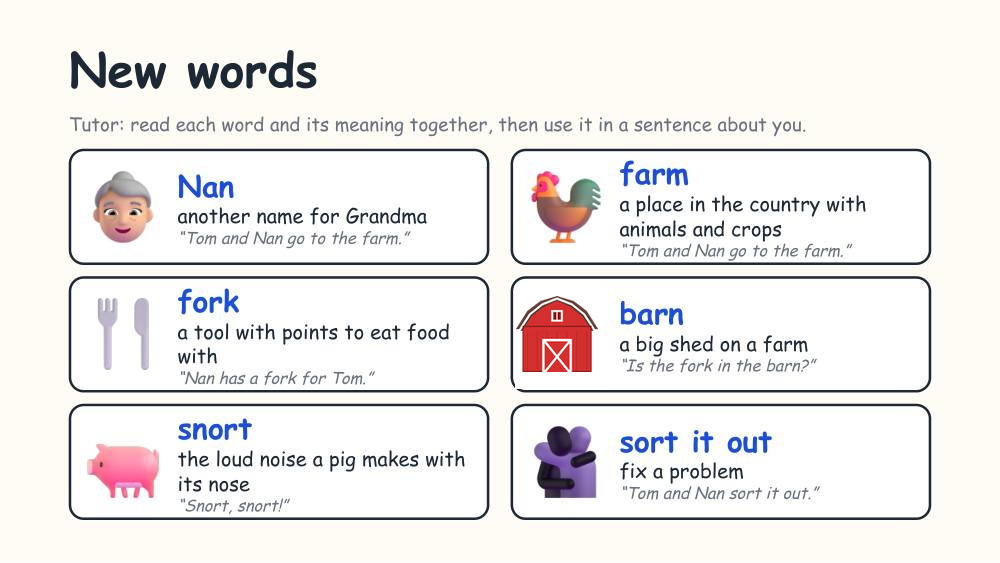 New words
Tutor: read each word and its meaning together, then use it in a sentence about you.
Nan
another name for Grandma
“Tom and Nan go to the farm.”
farm
a place in the country with
animals and crops
“Tom and Nan go to the farm.”
fork
a tool with points to eat food
with
“Nan has a fork for Tom.”
barn
a big shed on a farm
“Is the fork in the barn?”
snort
the loud noise a pig makes with
its nose
“Snort, snort!”
sort it out
fix a problem
“Tom and Nan sort it out.”